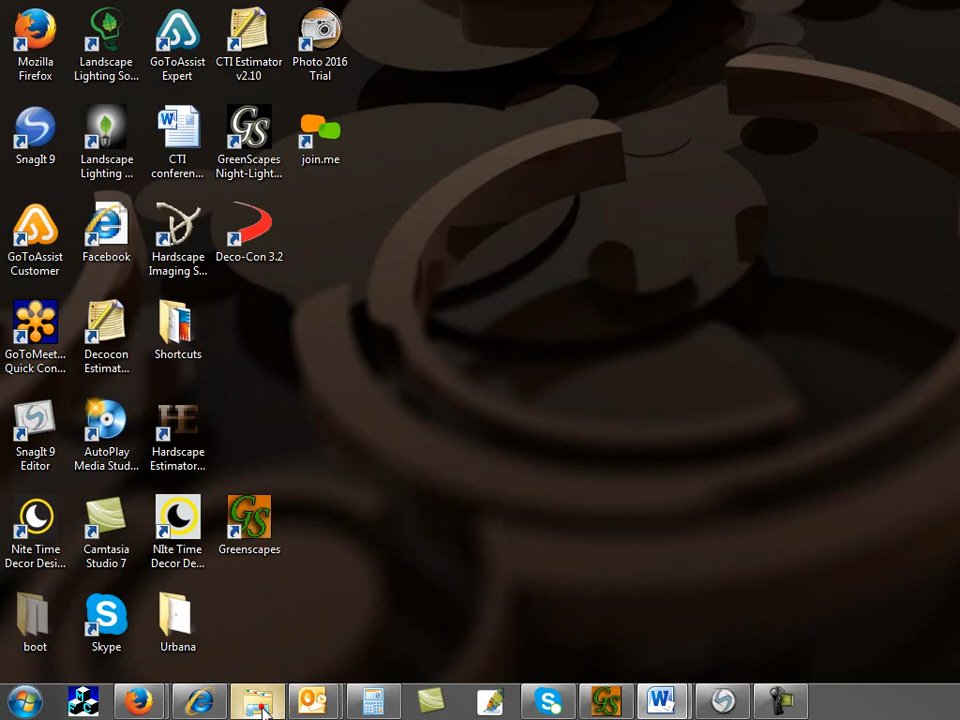 Mozilla
Firefox
Landscape
Lighting So...
GoToAssist
Expert
CTI Estimator
v2.10
Photo 2016
Trial
SnagIt 9
Landscape
Lighting ...
CTI
conferen...
GreenScapes
Night-Light...
join.me
GoToAssist
Customer
Facebook
Hardscape
Imaging S...
Deco-Con 3.2
GoToMeet...
Quick Con...
Decocon
Estimat...
Shortcuts
SnagIt 9
Editor
AutoPlay
Media Stud...
HE
Hardscape
Estimator...
Nite Time
Decor Desi...
Camtasia
Studio 7
NIte Time
Decor De...
GS
Greenscapes
boot
Skype
Urbana